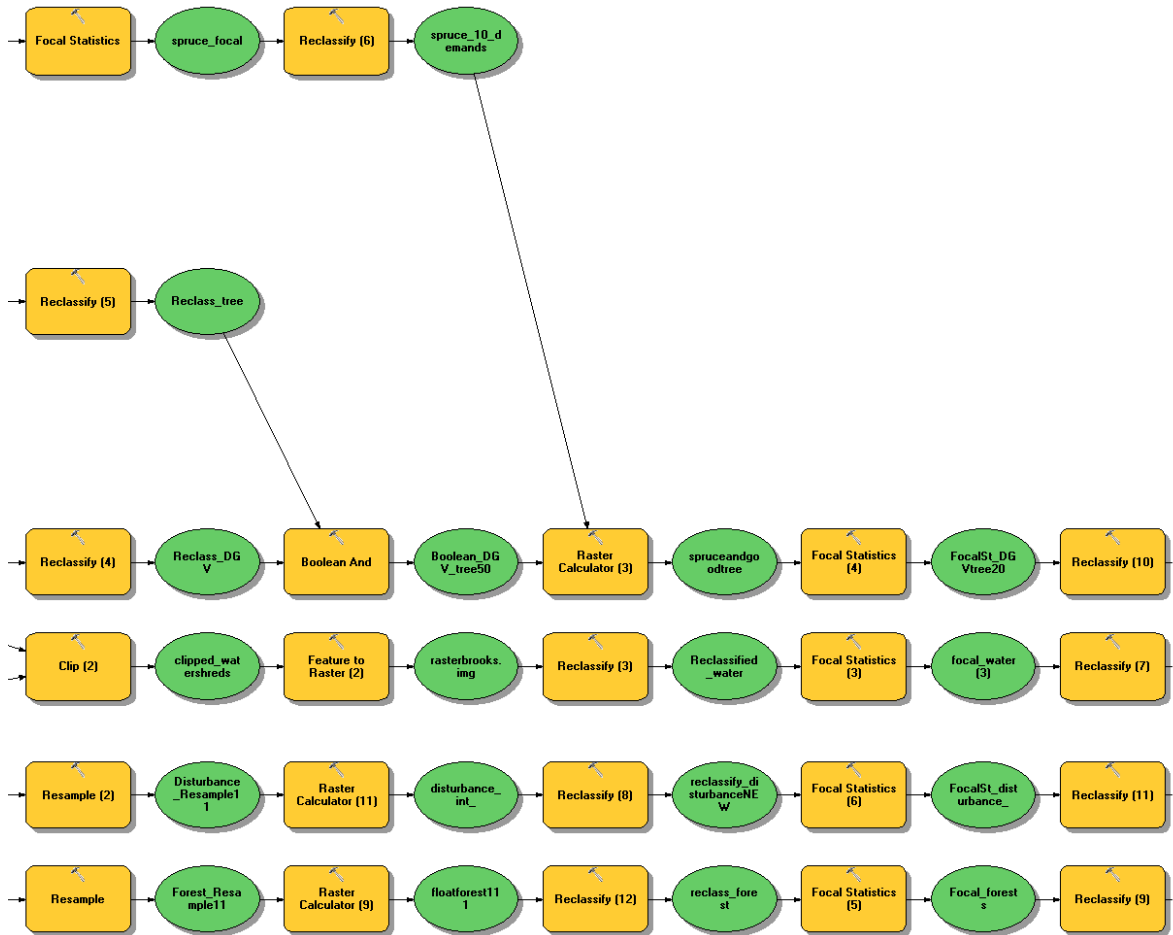 Focal Statistics
spruce_focal
Reclassify (6)
spruce_10_d
emands
Reclassify (5)
Reclass_tree
Reclassify (4)
Reclass_DG
V
Boolean And
Boolean_DG
V_tree50
Raster
Calculator (3)
spruceandgo
odtree
Focal Statistics
(4)
FocalSt_DG
Vtree20
Reclassify (10)
Clip (2)
clipped_wat
ershreds
Feature to
Raster (2)
rasterbrooks.
img
Reclassify (3)
Reclassified
_water
Focal Statistics
(3)
focal_water
(3)
Reclassify (7)
Resample (2)
Disturbance
_Resample1
1
Raster
Calculator (11)
disturbance_
int_
Reclassify (8)
reclassify_di
sturbanceNE
W
Focal Statistics
(6)
FocalSt_dist
urbance_
Reclassify (11)
Resample
Forest_Resa
mple11
Raster
Calculator (9)
floatforest11
1
Reclassify (12)
reclass_fore
st
Focal Statistics
(5)
Focal_forest
s
Reclassify (9)